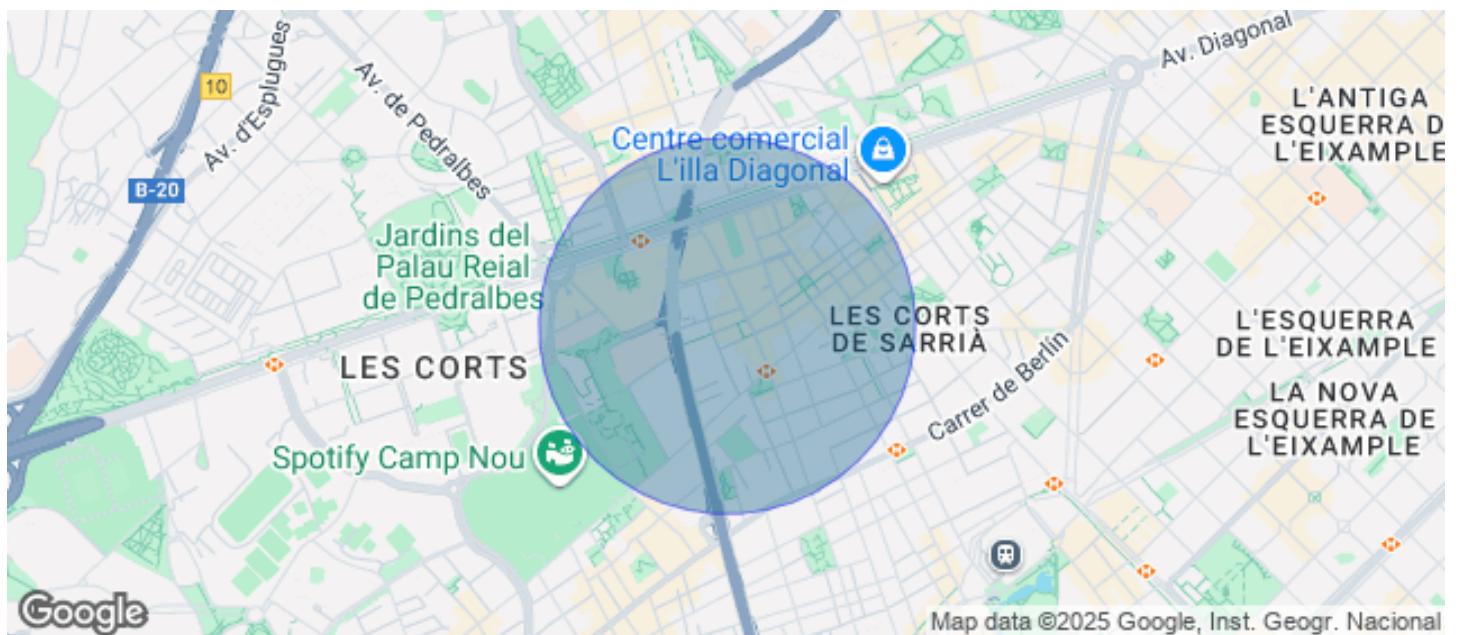 Av. Diagonal
10
Av. d'Esplugues
Av. de Pedralbes
L'ANTIGA
ESQUERRA D
L'EIXAMPLE
Centre comercial
L'illa Diagonal
B-20
Jardins del
Palau Reial
de Pedralbes
LES CORTS
DE SARRIÀ
L'ESQUERRA
DE L'EIXAMPLE
LES CORTS
Carrer de Berlín
LA NOVA
ESQUERRA DE
L'EIXAMPLE
Spotify Camp Nou
Google
Map data ©2025 Google, Inst. Geogr. Nacional